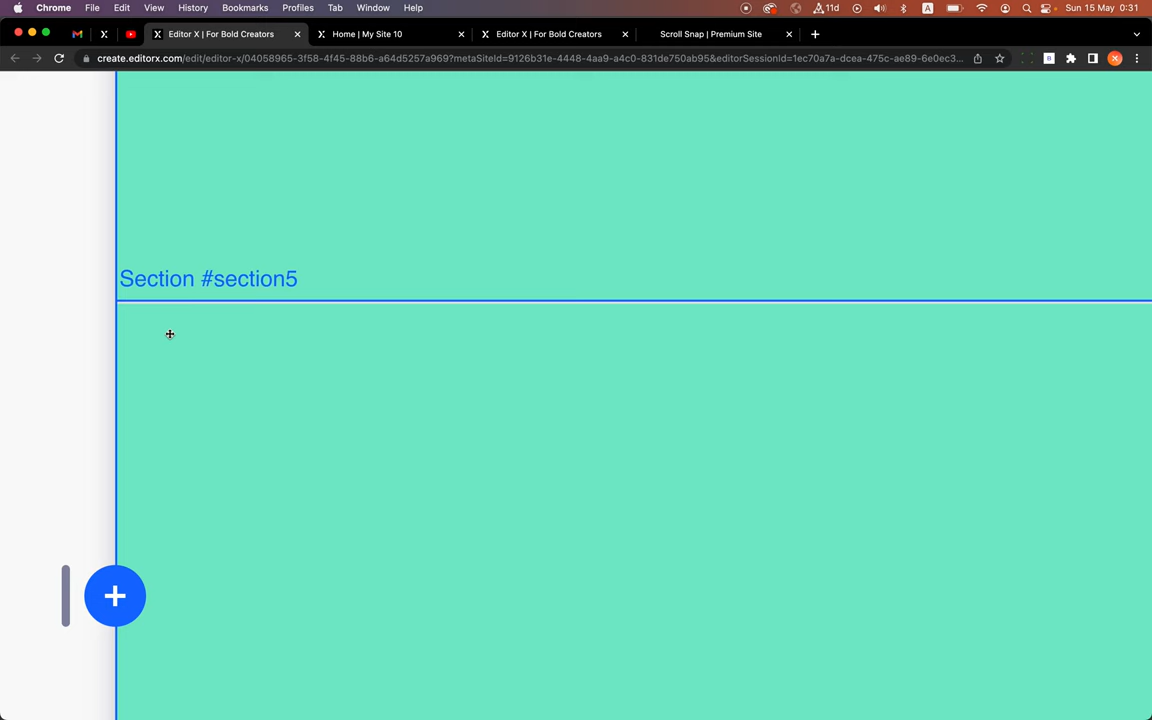 Chrome File Edit View History Bookmarks Profiles Tab Window Help 11d A Sun 15 May 0:31
Editor X | For Bold Creators Home | My Site 10 Editor X | For Bold Creators Scroll Snap | Premium Site
create.editorx.com/edit/editor-x/04058965-3f58-4f45-88b6-a64d5257a969?metaSiteId=9126b31e-4448-4aa9-a4c0-831de750ab95&editorSessionId=1ec70a7a-dcea-475c-ae89-6e0ec3...
Section #section5